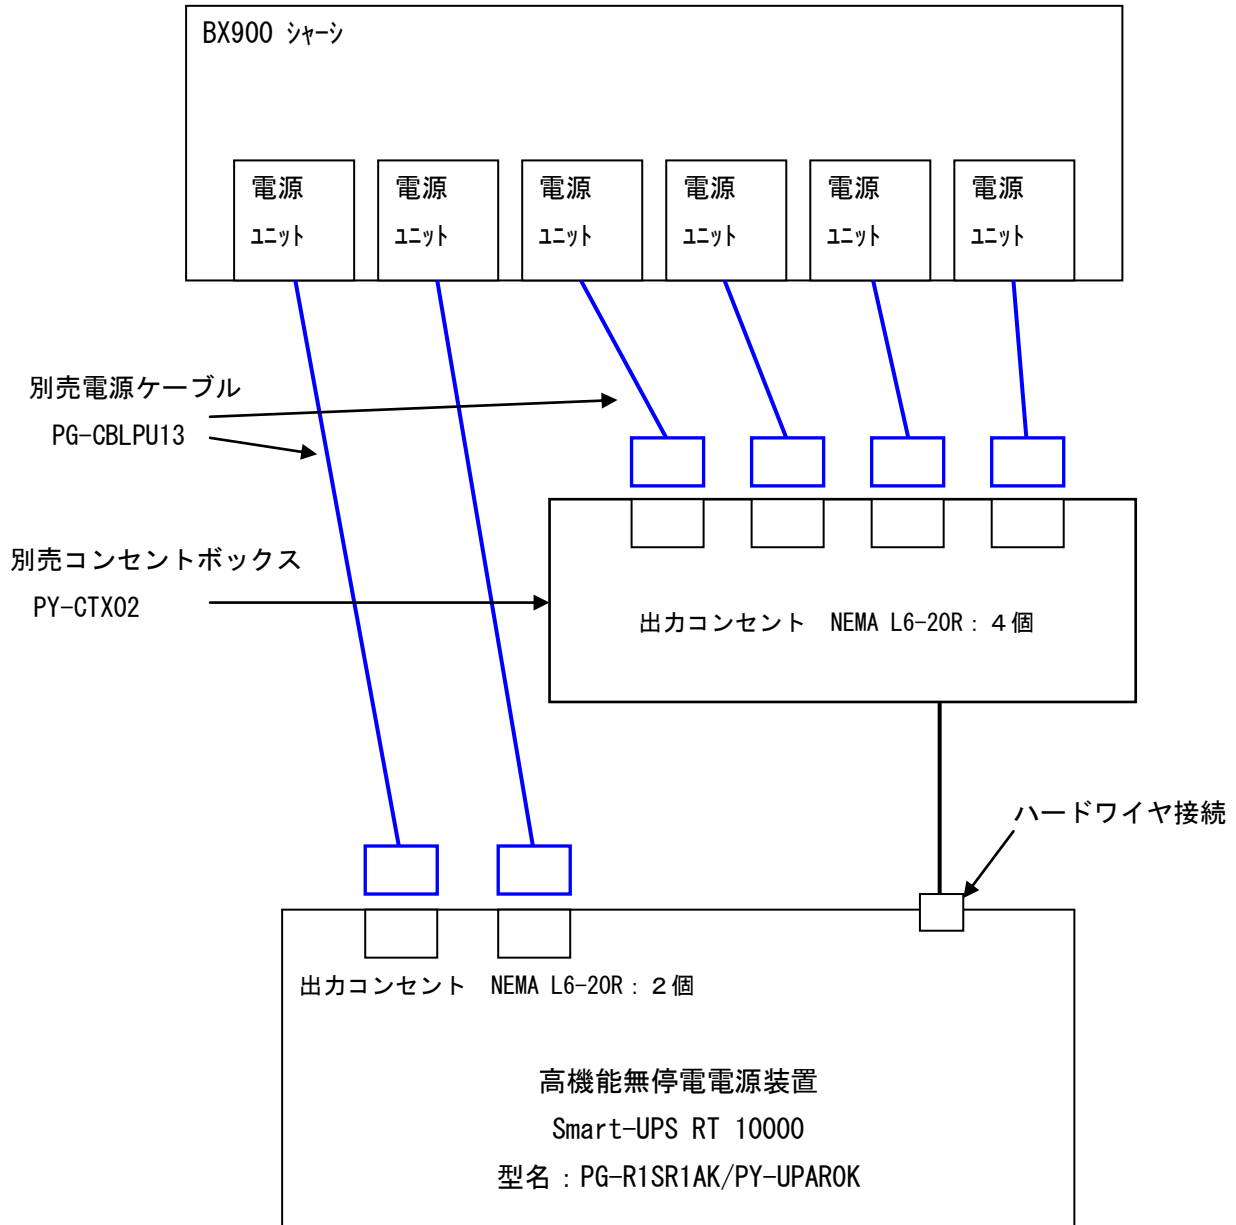 BX900 ｼｬｰｼ
電源 電源 電源 電源 電源 電源
ﾕﾆｯﾄ ﾕﾆｯﾄ ﾕﾆｯﾄ ﾕﾆｯﾄ ﾕﾆｯﾄ ﾕﾆｯﾄ
別売電源ケーブル
PG-CBLPU13
別売コンセントボックス
PY-CTX02
出力コンセント　NEMA L6-20R：４個
ハードワイヤ接続
出力コンセント　NEMA L6-20R：２個
高機能無停電電源装置
Smart-UPS RT 10000
型名：PG-R1SR1AK/PY-UPAR0K